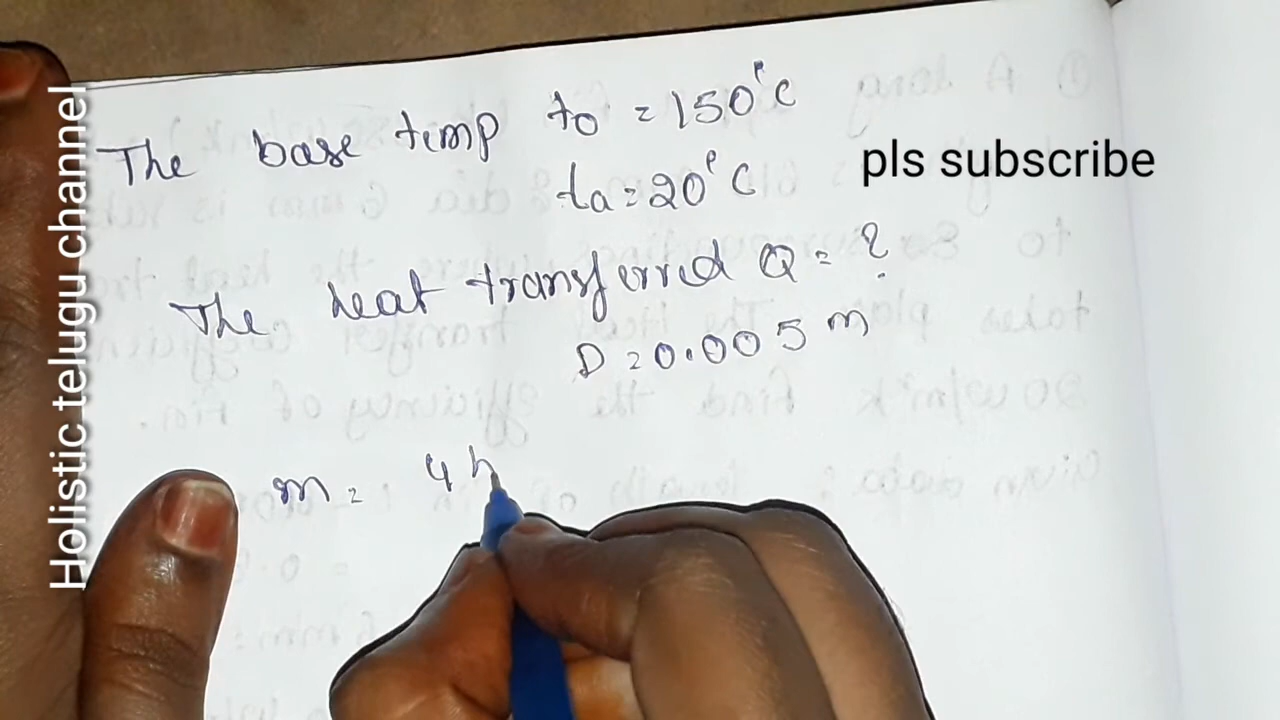 The base temp to = 150°C
ta = 20°C
pls subscribe
The heat transferred Q = ?
D = 0.005 m
m = 4h
Holistic telugu channel